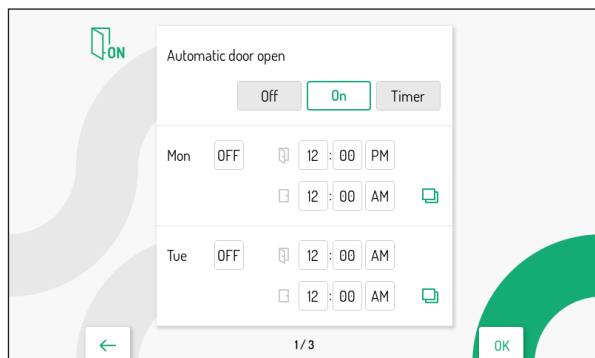 ON
Automatic door open
Off On Timer
Mon OFF 12 : 00 PM
12 : 00 AM
Tue OFF 12 : 00 AM
12 : 00 AM
1/3
OK